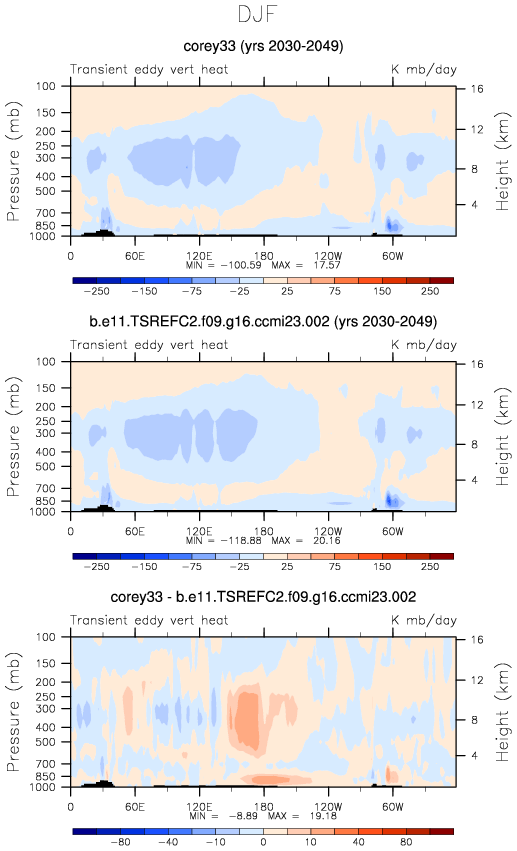 DJF
corey33 (yrs 2030-2049)
Transient eddy vert heat K mb/day
Pressure (mb)
100
150
200
250
300
400
500
700
850
1000
16
12
8
4
Height (km)
0 60E 120E 180E 120W 60W
MIN = -100.59 MAX = 17.57
-250 -150 -75 -25 25 75 150 250
b.e11.TSREFC2.f09.g16.ccmi23.002 (yrs 2030-2049)
Transient eddy vert heat K mb/day
Pressure (mb)
100
150
200
250
300
400
500
700
850
1000
16
12
8
4
Height (km)
0 60E 120E 180E 120W 60W
MIN = -118.88 MAX = 20.16
-250 -150 -75 -25 25 75 150 250
corey33 - b.e11.TSREFC2.f09.g16.ccmi23.002
Transient eddy vert heat K mb/day
Pressure (mb)
100
150
200
250
300
400
500
700
850
1000
16
12
8
4
Height (km)
0 60E 120E 180E 120W 60W
MIN = -8.89 MAX = 19.18
-80 -40 -10 0 10 40 80